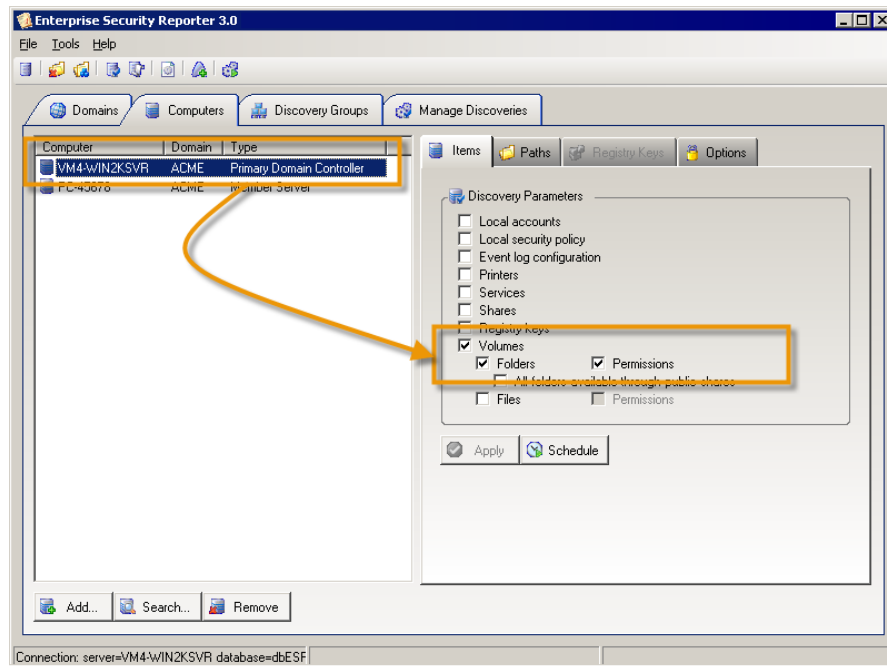 Enterprise Security Reporter 3.0
File Tools Help
Domains Computers Discovery Groups Manage Discoveries
Computer Domain Type
VM4-WIN2KSVR ACME Primary Domain Controller
PC-45678 ACME Member Server
Items Paths Registry Keys Options
Discovery Parameters
Local accounts
Local security policy
Event log configuration
Printers
Services
Shares
Registry keys
Volumes
Folders Permissions
All folders available through public shares
Files Permissions
Apply Schedule
Add... Search... Remove
Connection: server=VM4-WIN2KSVR database=dbESF